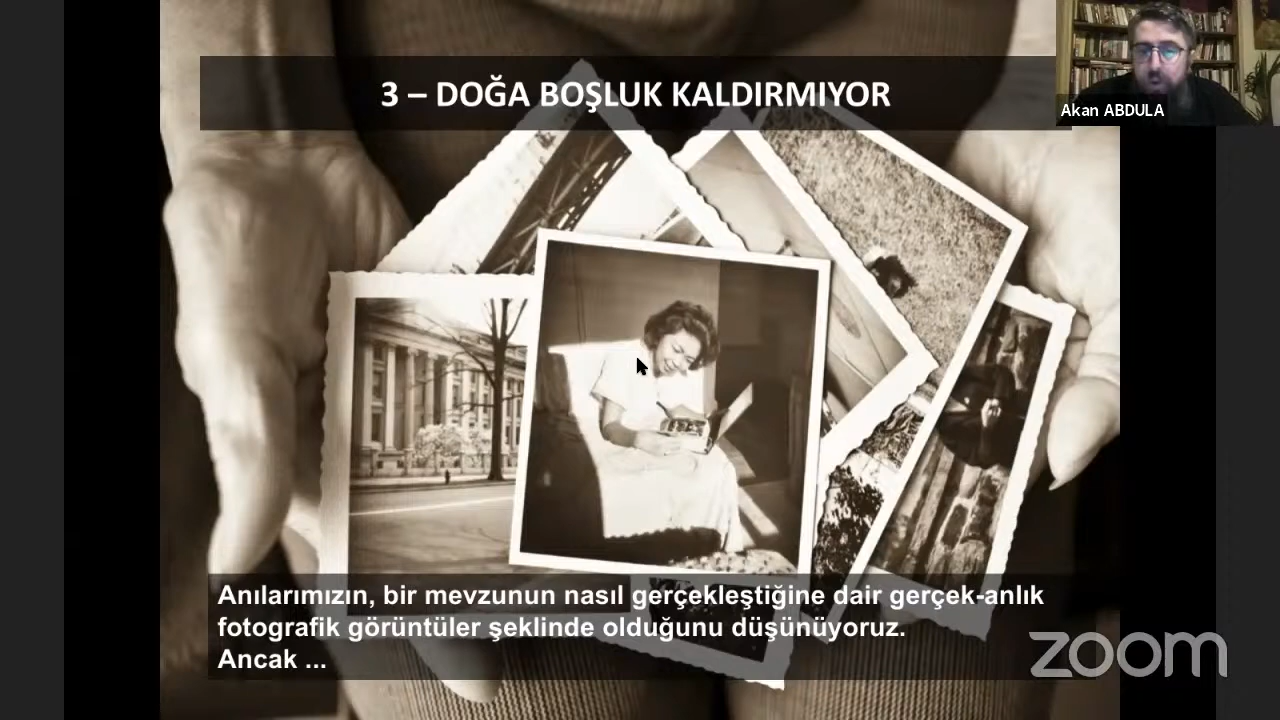 3 – DOĞA BOŞLUK KALDIRMIYOR
Akan ABDULA
Anılarımızın, bir mevzunun nasıl gerçekleştiğine dair gerçek-anlık
fotografik görüntüler şeklinde olduğunu düşünüyoruz.
Ancak ...
zoom